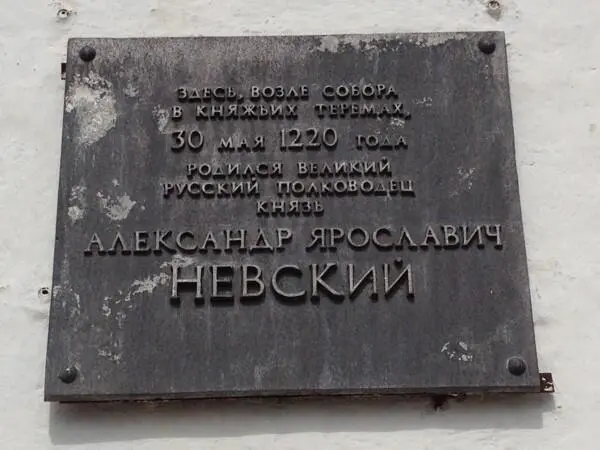 ЗДЕСЬ, ВОЗЛЕ СОБОРА
В КНЯЖЬИХ ТЕРЕМАХ,
30 МАЯ 1220 ГОДА
РОДИЛСЯ ВЕЛИКИЙ
РУССКИЙ ПОЛКОВОДЕЦ
КНЯЗЬ
АЛЕКСАНДР ЯРОСЛАВИЧ
НЕВСКИЙ